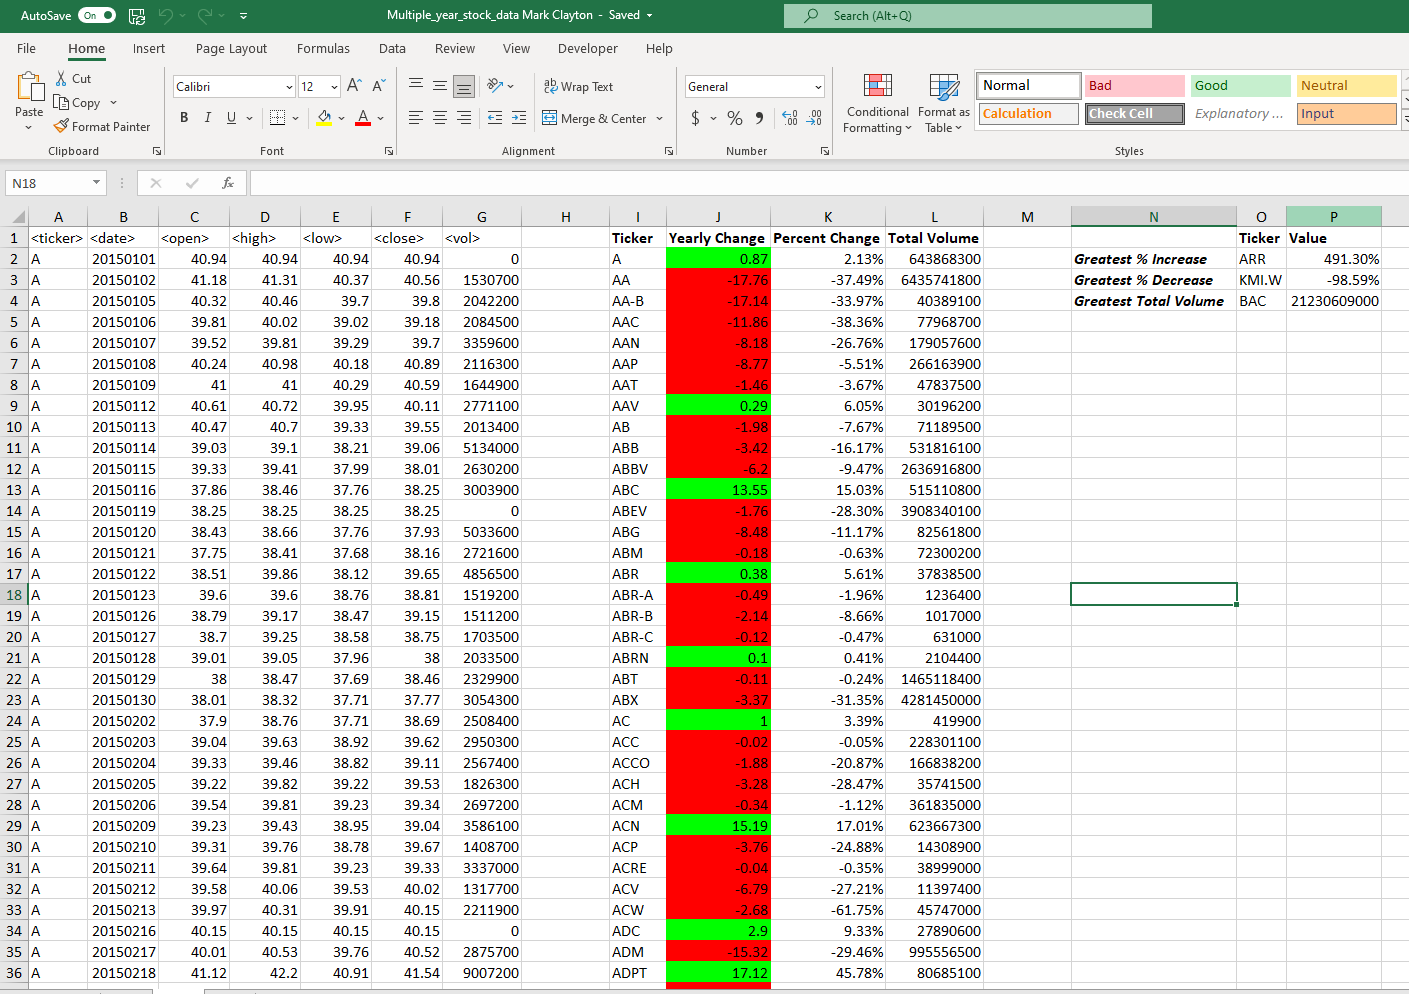 AutoSave On Multiple_year_stock_data Mark Clayton - Saved Search (Alt+Q)
File Home Insert Page Layout Formulas Data Review View Developer Help
Paste Cut Copy Format Painter
Clipboard
Calibri 12 A A
B I U A
Font
ab Wrap Text
Merge & Center
Alignment
General
$ % 9 .00 .00
Number
Conditional Formatting Format as Table
Normal Bad Good Neutral
Calculation Check Cell Explanatory ... Input
Styles
N18 fx
A B C D E F G H I J K L M N O P
1 <ticker> <date> <open> <high> <low> <close> <vol> Ticker Yearly Change Percent Change Total Volume Ticker Value
2 A 20150101 40.94 40.94 40.94 40.94 0 A 0.87 2.13% 643868300 Greatest % Increase ARR 491.30%
3 A 20150102 41.18 41.31 40.37 40.56 1530700 AA -17.76 -37.49% 6435741800 Greatest % Decrease KMI.W -98.59%
4 A 20150105 40.32 40.46 39.7 39.8 2042200 AA-B -17.14 -33.97% 40389100 Greatest Total Volume BAC 21230609000
5 A 20150106 39.81 40.02 39.02 39.18 2084500 AAC -11.86 -38.36% 77968700
6 A 20150107 39.52 39.81 39.29 39.7 3359600 AAN -8.18 -26.76% 179057600
7 A 20150108 40.24 40.98 40.18 40.89 2116300 AAP -8.77 -5.51% 266163900
8 A 20150109 41 41 40.29 40.59 1644900 AAT -1.46 -3.67% 47837500
9 A 20150112 40.61 40.72 39.95 40.11 2771100 AAV 0.29 6.05% 30196200
10 A 20150113 40.47 40.7 39.33 39.55 2013400 AB -1.98 -7.67% 71189500
11 A 20150114 39.03 39.1 38.21 39.06 5134000 ABB -3.42 -16.17% 531816100
12 A 20150115 39.33 39.41 37.99 38.01 2630200 ABBV -6.2 -9.47% 2636916800
13 A 20150116 37.86 38.46 37.76 38.25 3003900 ABC 13.55 15.03% 515110800
14 A 20150119 38.25 38.25 38.25 38.25 0 ABEV -1.76 -28.30% 3908340100
15 A 20150120 38.43 38.66 37.76 37.93 5033600 ABG -8.48 -11.17% 82561800
16 A 20150121 37.75 38.41 37.68 38.16 2721600 ABM -0.18 -0.63% 72300200
17 A 20150122 38.51 39.86 38.12 39.65 4856500 ABR 0.38 5.61% 37838500
18 A 20150123 39.6 39.6 38.76 38.81 1519200 ABR-A -0.49 -1.96% 1236400
19 A 20150126 38.79 39.17 38.47 39.15 1511200 ABR-B -2.14 -8.66% 1017000
20 A 20150127 38.7 39.25 38.58 38.75 1703500 ABR-C -0.12 -0.47% 631000
21 A 20150128 39.01 39.05 37.96 38 2033500 ABRN 0.1 0.41% 2104400
22 A 20150129 38 38.47 37.69 38.46 2329900 ABT -0.11 -0.24% 1465118400
23 A 20150130 38.01 38.32 37.71 37.77 3054300 ABX -3.37 -31.35% 4281450000
24 A 20150202 37.9 38.76 37.71 38.69 2508400 AC 1 3.39% 419900
25 A 20150203 39.04 39.63 38.92 39.62 2950300 ACC -0.02 -0.05% 228301100
26 A 20150204 39.33 39.46 38.82 39.11 2567400 ACCO -1.88 -20.87% 166838200
27 A 20150205 39.22 39.82 39.22 39.53 1826300 ACH -3.28 -28.47% 35741500
28 A 20150206 39.54 39.81 39.23 39.34 2697200 ACM -0.34 -1.12% 361835000
29 A 20150209 39.23 39.43 38.95 39.04 3586100 ACN 15.19 17.01% 623667300
30 A 20150210 39.31 39.76 38.78 39.67 1408700 ACP -3.76 -24.88% 14308900
31 A 20150211 39.64 39.81 39.23 39.33 3337000 ACRE -0.04 -0.35% 38999000
32 A 20150212 39.58 40.06 39.53 40.02 1317700 ACV -6.79 -27.21% 11397400
33 A 20150213 39.97 40.31 39.91 40.15 2211900 ACW -2.68 -61.75% 45747000
34 A 20150216 40.15 40.15 40.15 40.15 0 ADC 2.9 9.33% 27890600
35 A 20150217 40.01 40.53 39.76 40.52 2875700 ADM -15.32 -29.46% 995556500
36 A 20150218 41.12 42.2 40.91 41.54 9007200 ADPT 17.12 45.78% 80685100